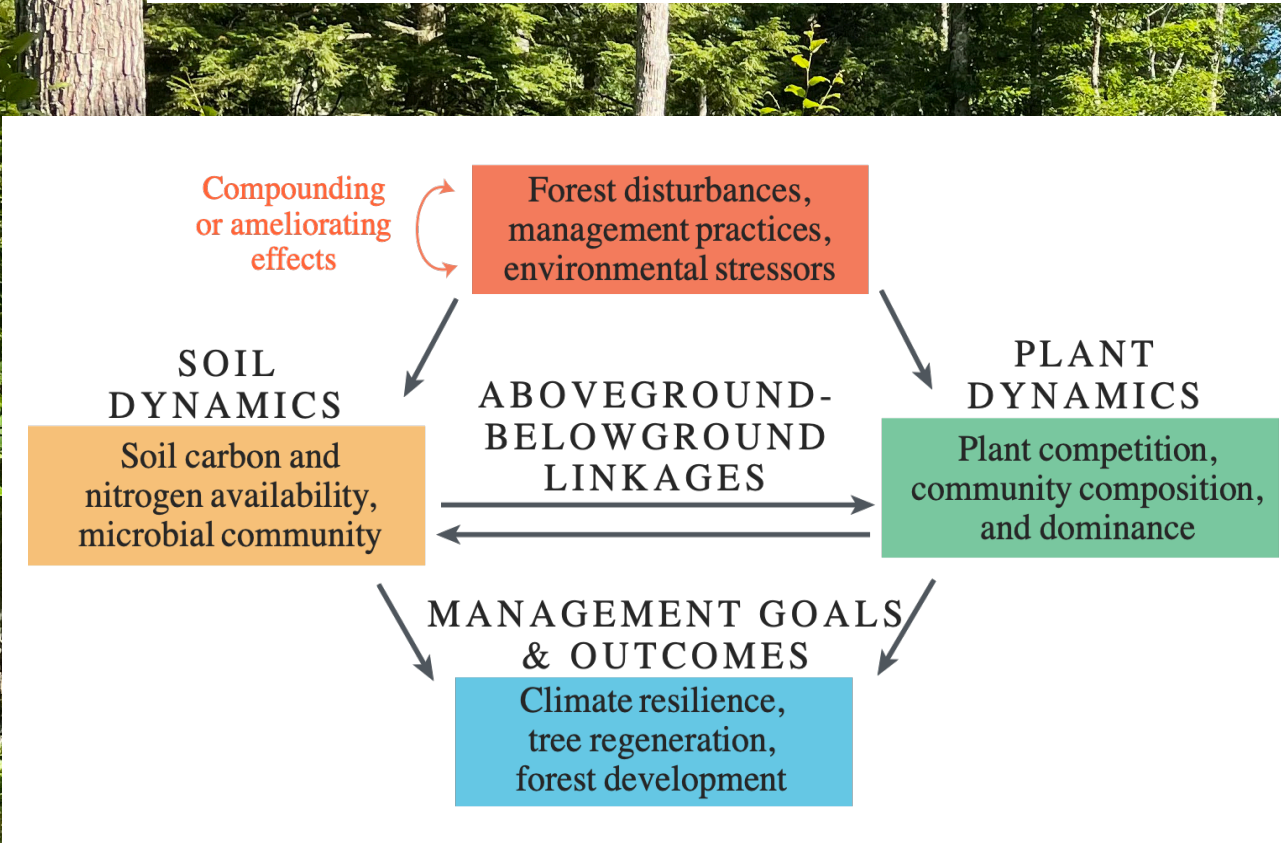 Compounding
or ameliorating
effects
Forest disturbances,
management practices,
environmental stressors
SOIL
DYNAMICS
Soil carbon and
nitrogen availability,
microbial community
ABOVEGROUND-
BELOWGROUND
LINKAGES
PLANT
DYNAMICS
Plant competition,
community composition,
and dominance
MANAGEMENT GOALS
& OUTCOMES
Climate resilience,
tree regeneration,
forest development